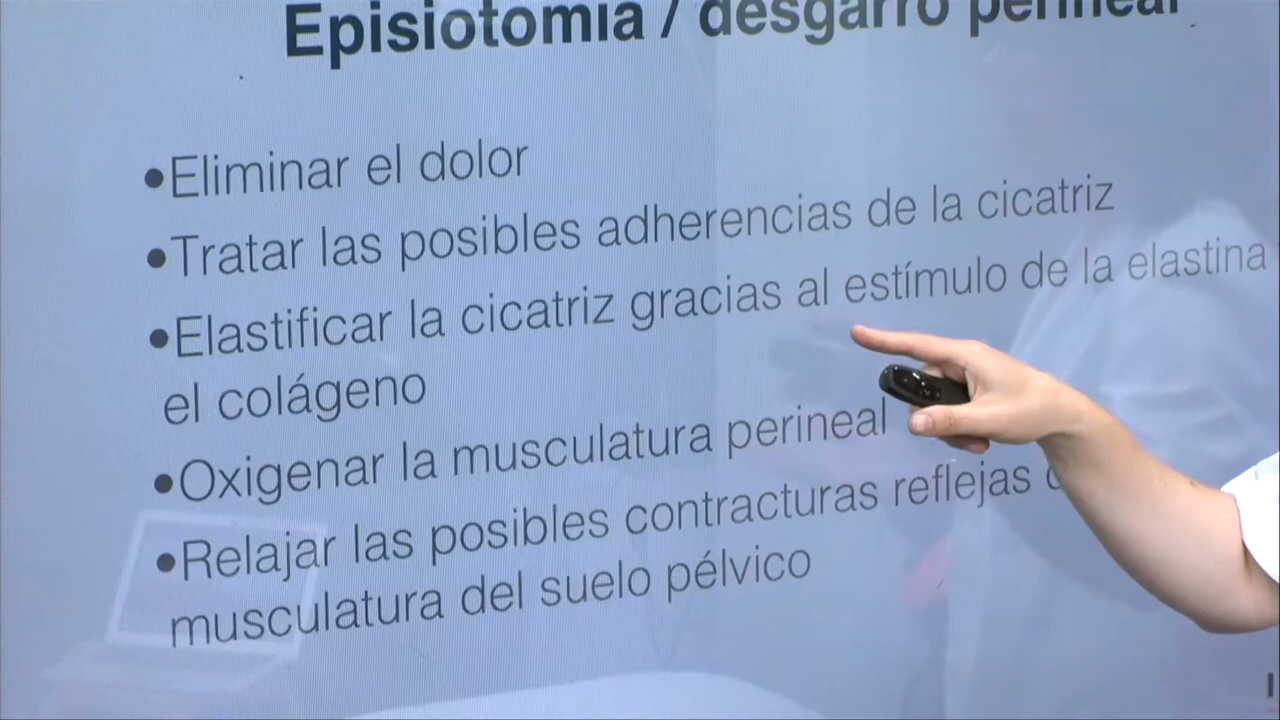 Episiotomía / desgarro perineal
•Eliminar el dolor
•Tratar las posibles adherencias de la cicatriz
•Elastificar la cicatriz gracias al estímulo de la elastina
el colágeno
•Oxigenar la musculatura perineal
•Relajar las posibles contracturas reflejas
musculatura del suelo pélvico